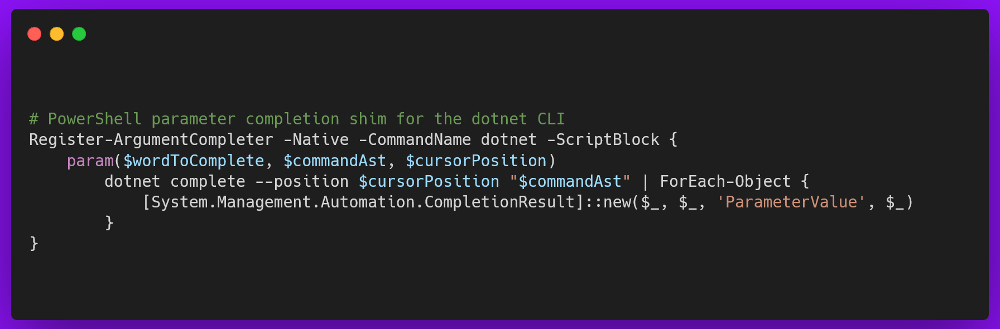 # PowerShell parameter completion shim for the dotnet CLI
Register-ArgumentCompleter -Native -CommandName dotnet -ScriptBlock {
    param($wordToComplete, $commandAst, $cursorPosition)
        dotnet complete --position $cursorPosition "$commandAst" | ForEach-Object {
            [System.Management.Automation.CompletionResult]::new($_, $_, 'ParameterValue', $_)
        }
}